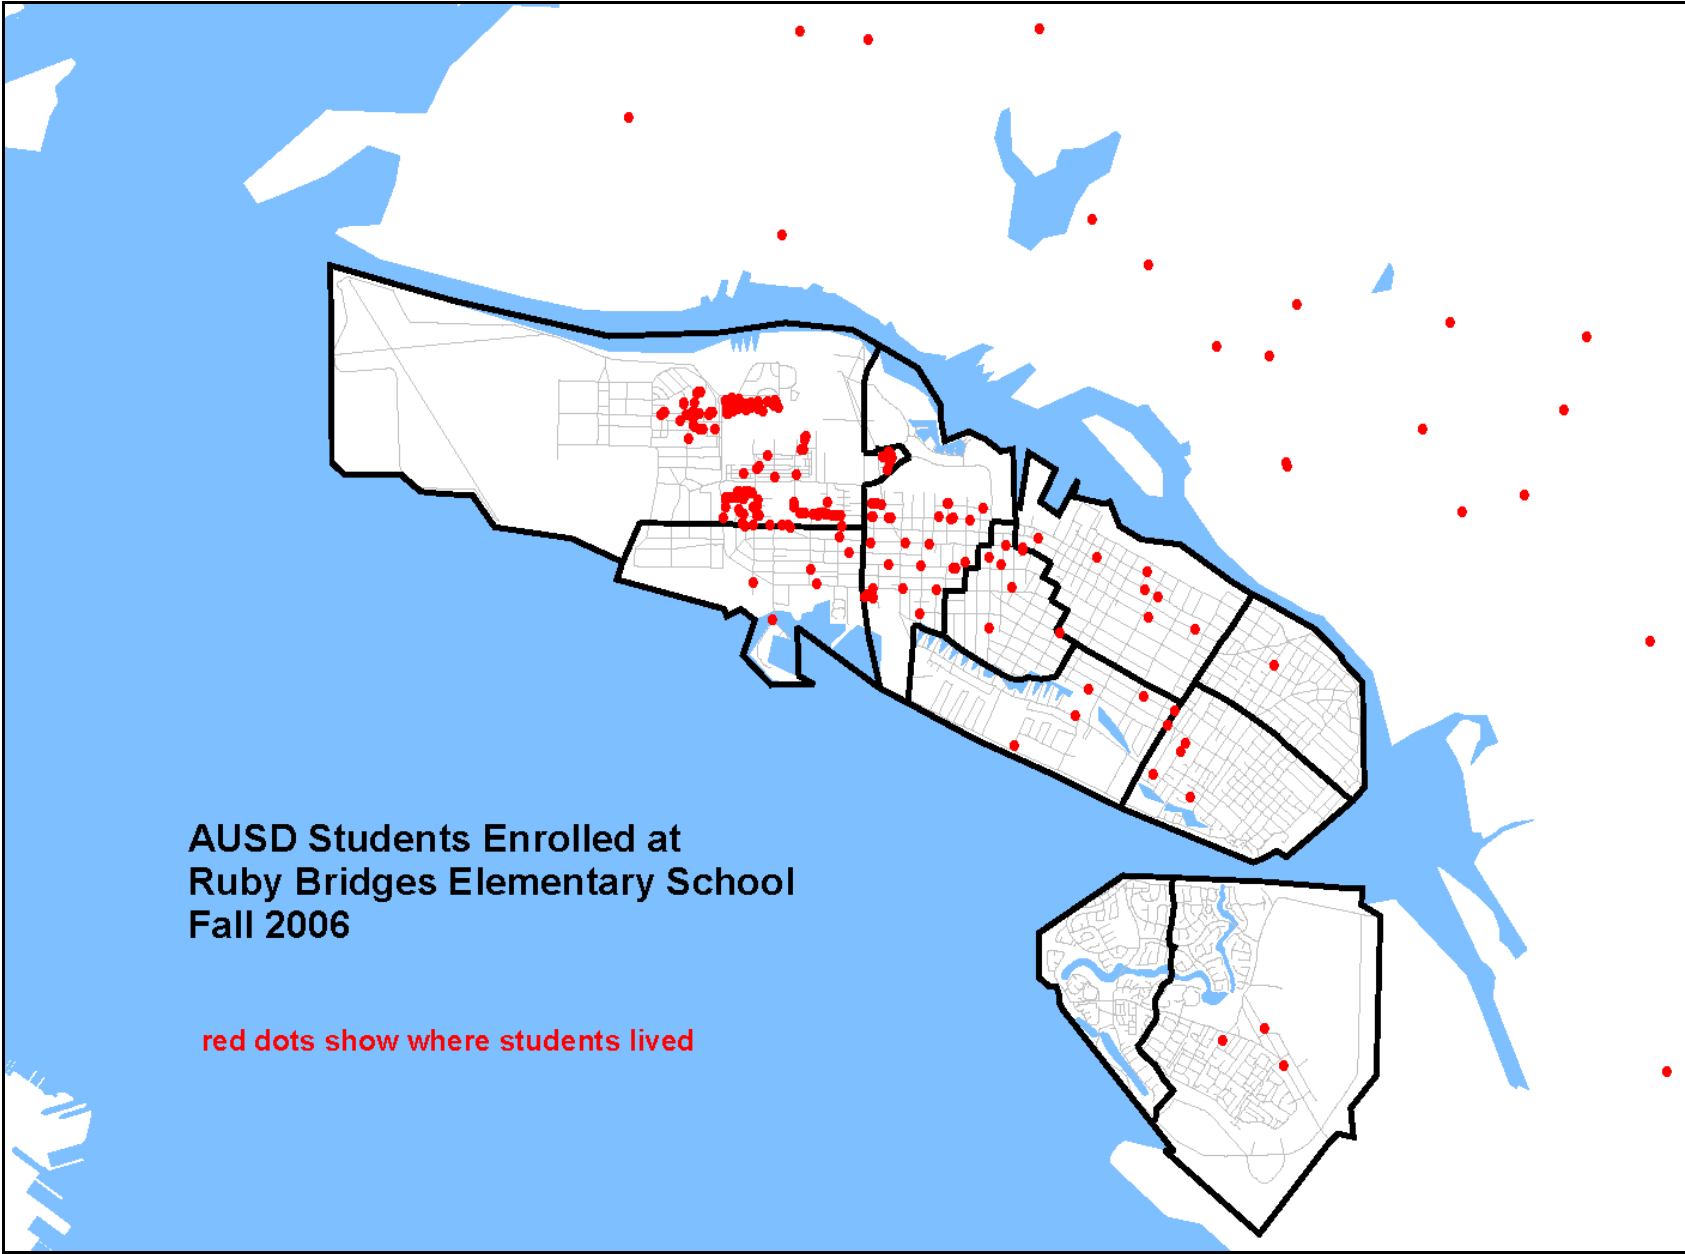 AUSD Students Enrolled at
Ruby Bridges Elementary School
Fall 2006
red dots show where students lived